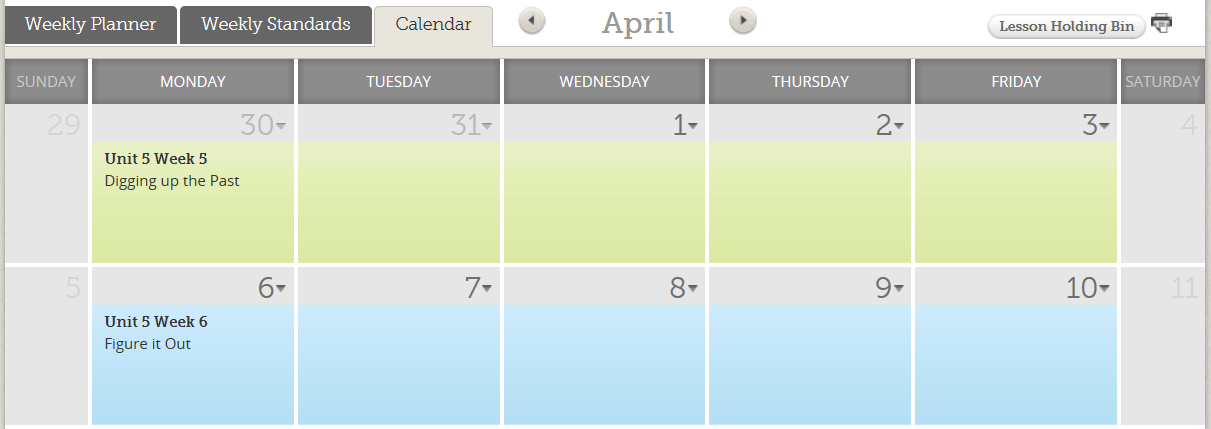 Weekly Planner Weekly Standards Calendar April Lesson Holding Bin
SUNDAY MONDAY TUESDAY WEDNESDAY THURSDAY FRIDAY SATURDAY
29 30 31 1 2 3 4
Unit 5 Week 5
Digging up the Past
5 6 7 8 9 10 11
Unit 5 Week 6
Figure it Out